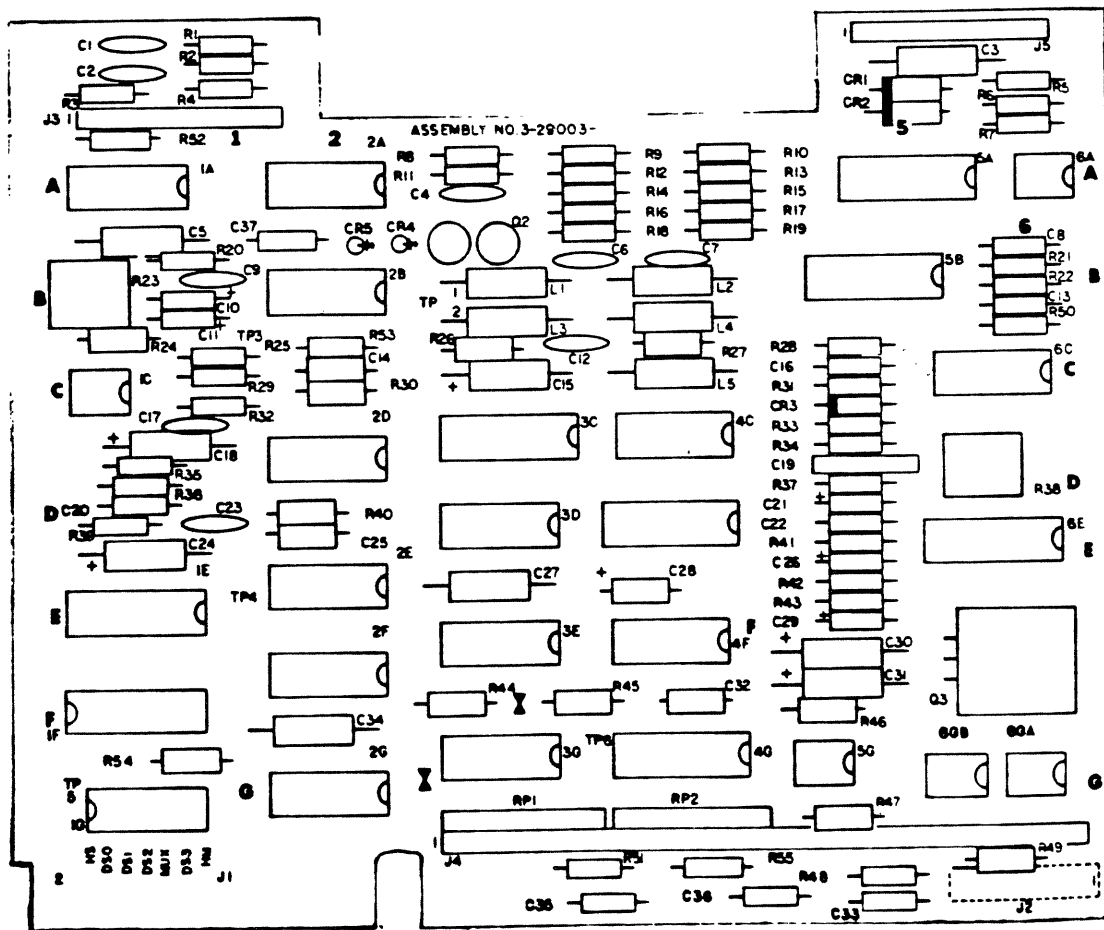 C1 R1
R2
C2
R3 R4
J3 1
R52 1 2 2A
ASSEMBLY NO. 3-29003-
1 J5
C3
CR1 R5
CR2 R6
5 R7
A 1A
R8 R9 R10
R11 R12 R13
C4 R14 R15
R16 R17
R18 R19
5A 6A A
C5 C37 CR5 CR4 Q2
R20 C6 C7
6 C8
R21
R22
C13
R50
B R23 C9 2B 5B B
C10 TP 1 L1 L2
2 L3 L4
R24 C11 TP3 R25 R53 R26 C12 R27
C14
+ C15 L5
R29 R30
C 1C
R32
C17
R28
C16
R31
CR3
R33
R34
C19
R37
C21 +
C22
R41
C26 +
R42
R43
C29 +
6C C
2D 3C 4C
+ C18
R35
R36
D C20
R39 C23 R40
C25
3D
R38 D
+ C24 2E
1E
6E E
C27 + C28
E TP4
2F 3E 4F F
+ C30
+ C31
Q3
R44 R45 C32 R46
F
1F
C34
R54 2G 3G TP6 4G 5G
6GB 6GA
TP
5
1G G G
RP1 RP2 R47
1 J4
HS DS0 DS1 DS2 MUX DS3 HM
2 J1
R51 R55 R48 R49
C35 C36 C33
1 J2